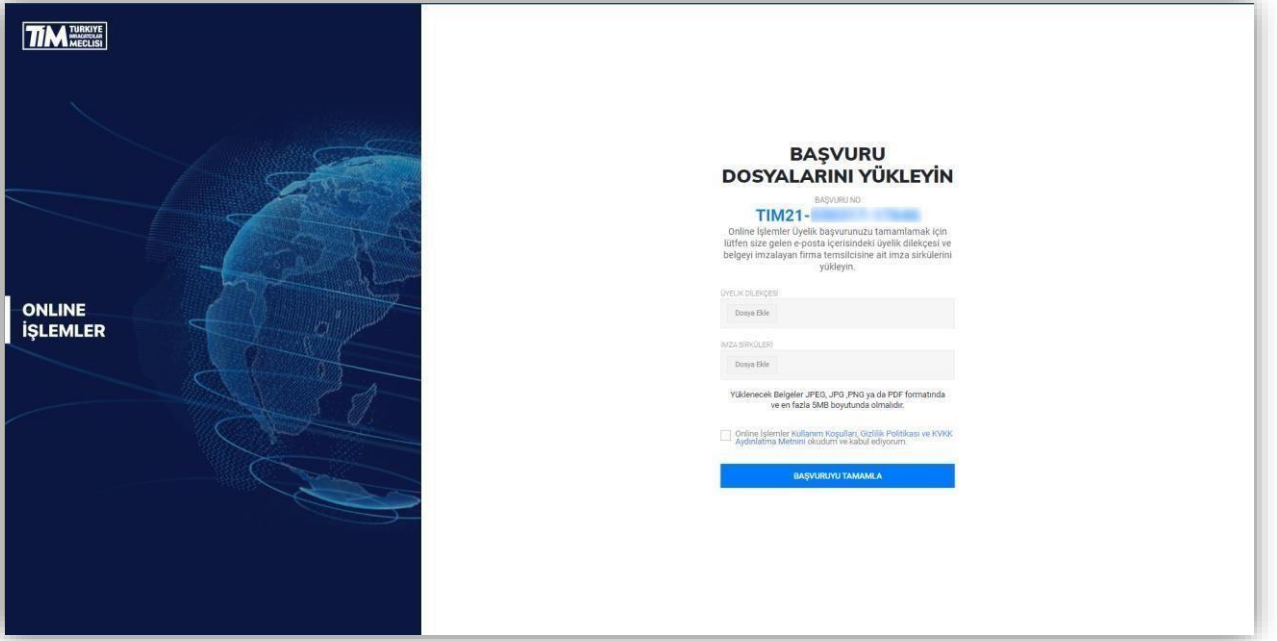 TİM TÜRKİYE
İHRACATÇILAR
MECLİSİ
ONLINE
İŞLEMLER
BAŞVURU
DOSYALARINI YÜKLEYİN
BAŞVURU NO
TIM21-
Online İşlemler Üyelik başvurunuzu tamamlamak için
lütfen size gelen e-posta içerisindeki üyelik dilekçesi ve
belgeyi imzalayan firma temsilcisine ait imza sirkülerini
yükleyin.
ÜYELİK DİLEKÇESİ
Dosya Ekle
İMZA SİRKÜLERİ
Dosya Ekle
Yüklenecek Belgeler JPEG, JPG ,PNG ya da PDF formatında
ve en fazla 5MB boyutunda olmalıdır.
Online İşlemler Kullanım Koşulları, Gizlilik Politikası ve KVKK
Aydınlatma Metnini okudum ve kabul ediyorum.
BAŞVURUYU TAMAMLA